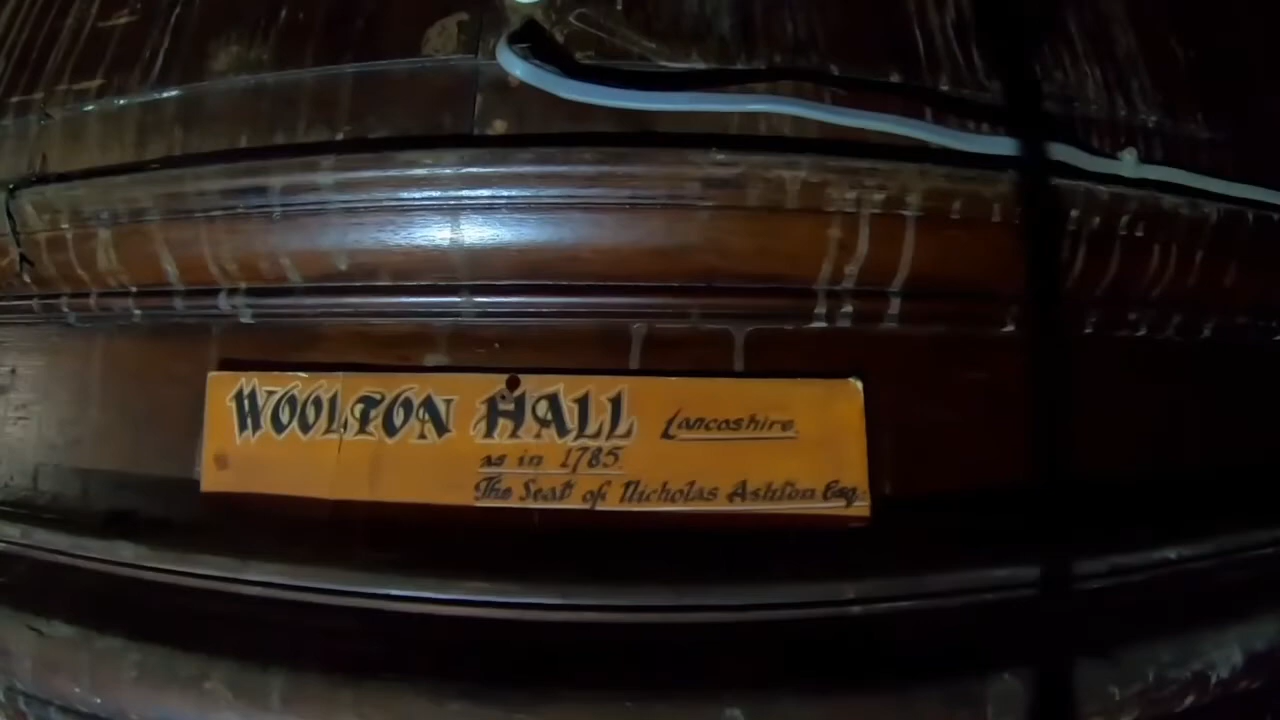 WOOLTON HALL Lancashire.
as in 1785.
The Seat of Nicholas Ashton Esq.